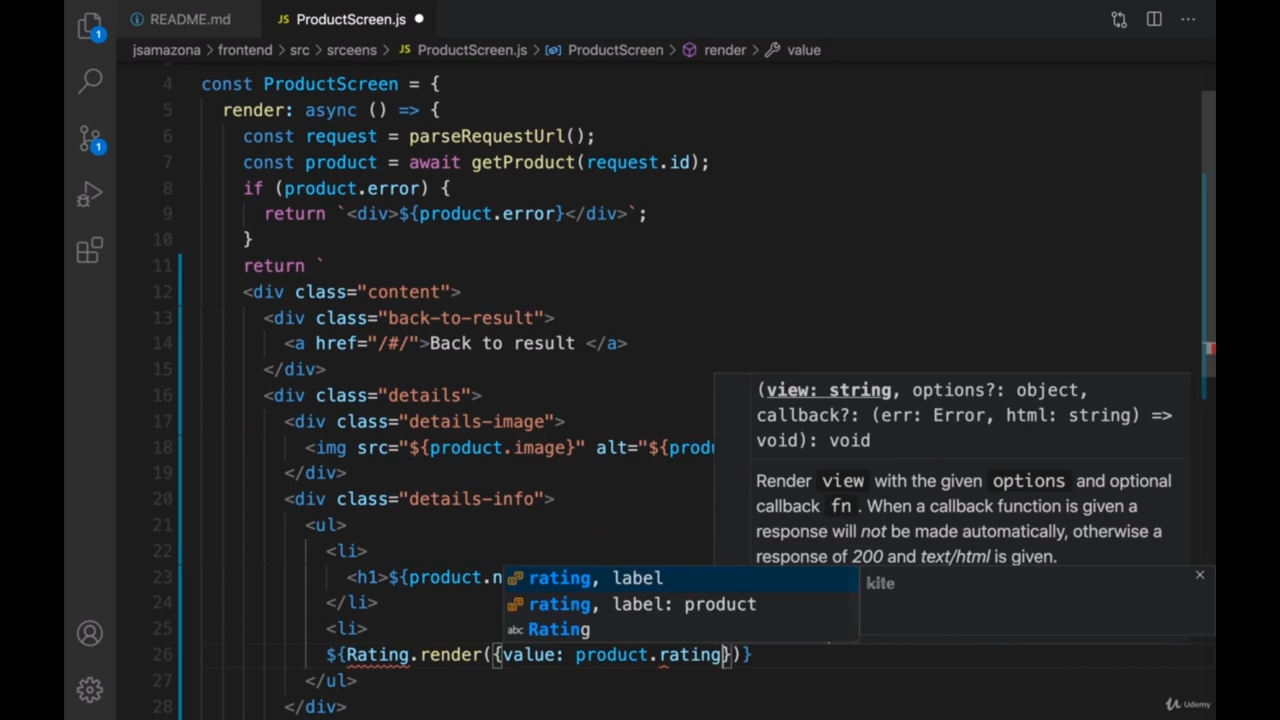 README.md
JS ProductScreen.js
jsamazona > frontend > src > srceens > JS ProductScreen.js > ProductScreen > render > value
4 const ProductScreen = {
5 render: async () => {
6 const request = parseRequestUrl();
7 const product = await getProduct(request.id);
8 if (product.error) {
9 return `<div>${product.error}</div>`;
10 }
11 return `
12 <div class="content">
13 <div class="back-to-result">
14 <a href="/#/">Back to result </a>
15 </div>
16 <div class="details">
17 <div class="details-image">
18 <img src="${product.image}" alt="${prod
19 </div>
20 <div class="details-info">
21 <ul>
22 <li>
23 <h1>${product.n
24 </li>
25 <li>
26 ${Rating.render({value: product.rating})}
27 </ul>
28 </div>
(view: string, options?: object,
callback?: (err: Error, html: string) =>
void): void
Render view with the given options and optional
callback fn. When a callback function is given a
response will not be made automatically, otherwise a
response of 200 and text/html is given.
rating, label
rating, label: product
abc Rating
kite
1
1
Udemy